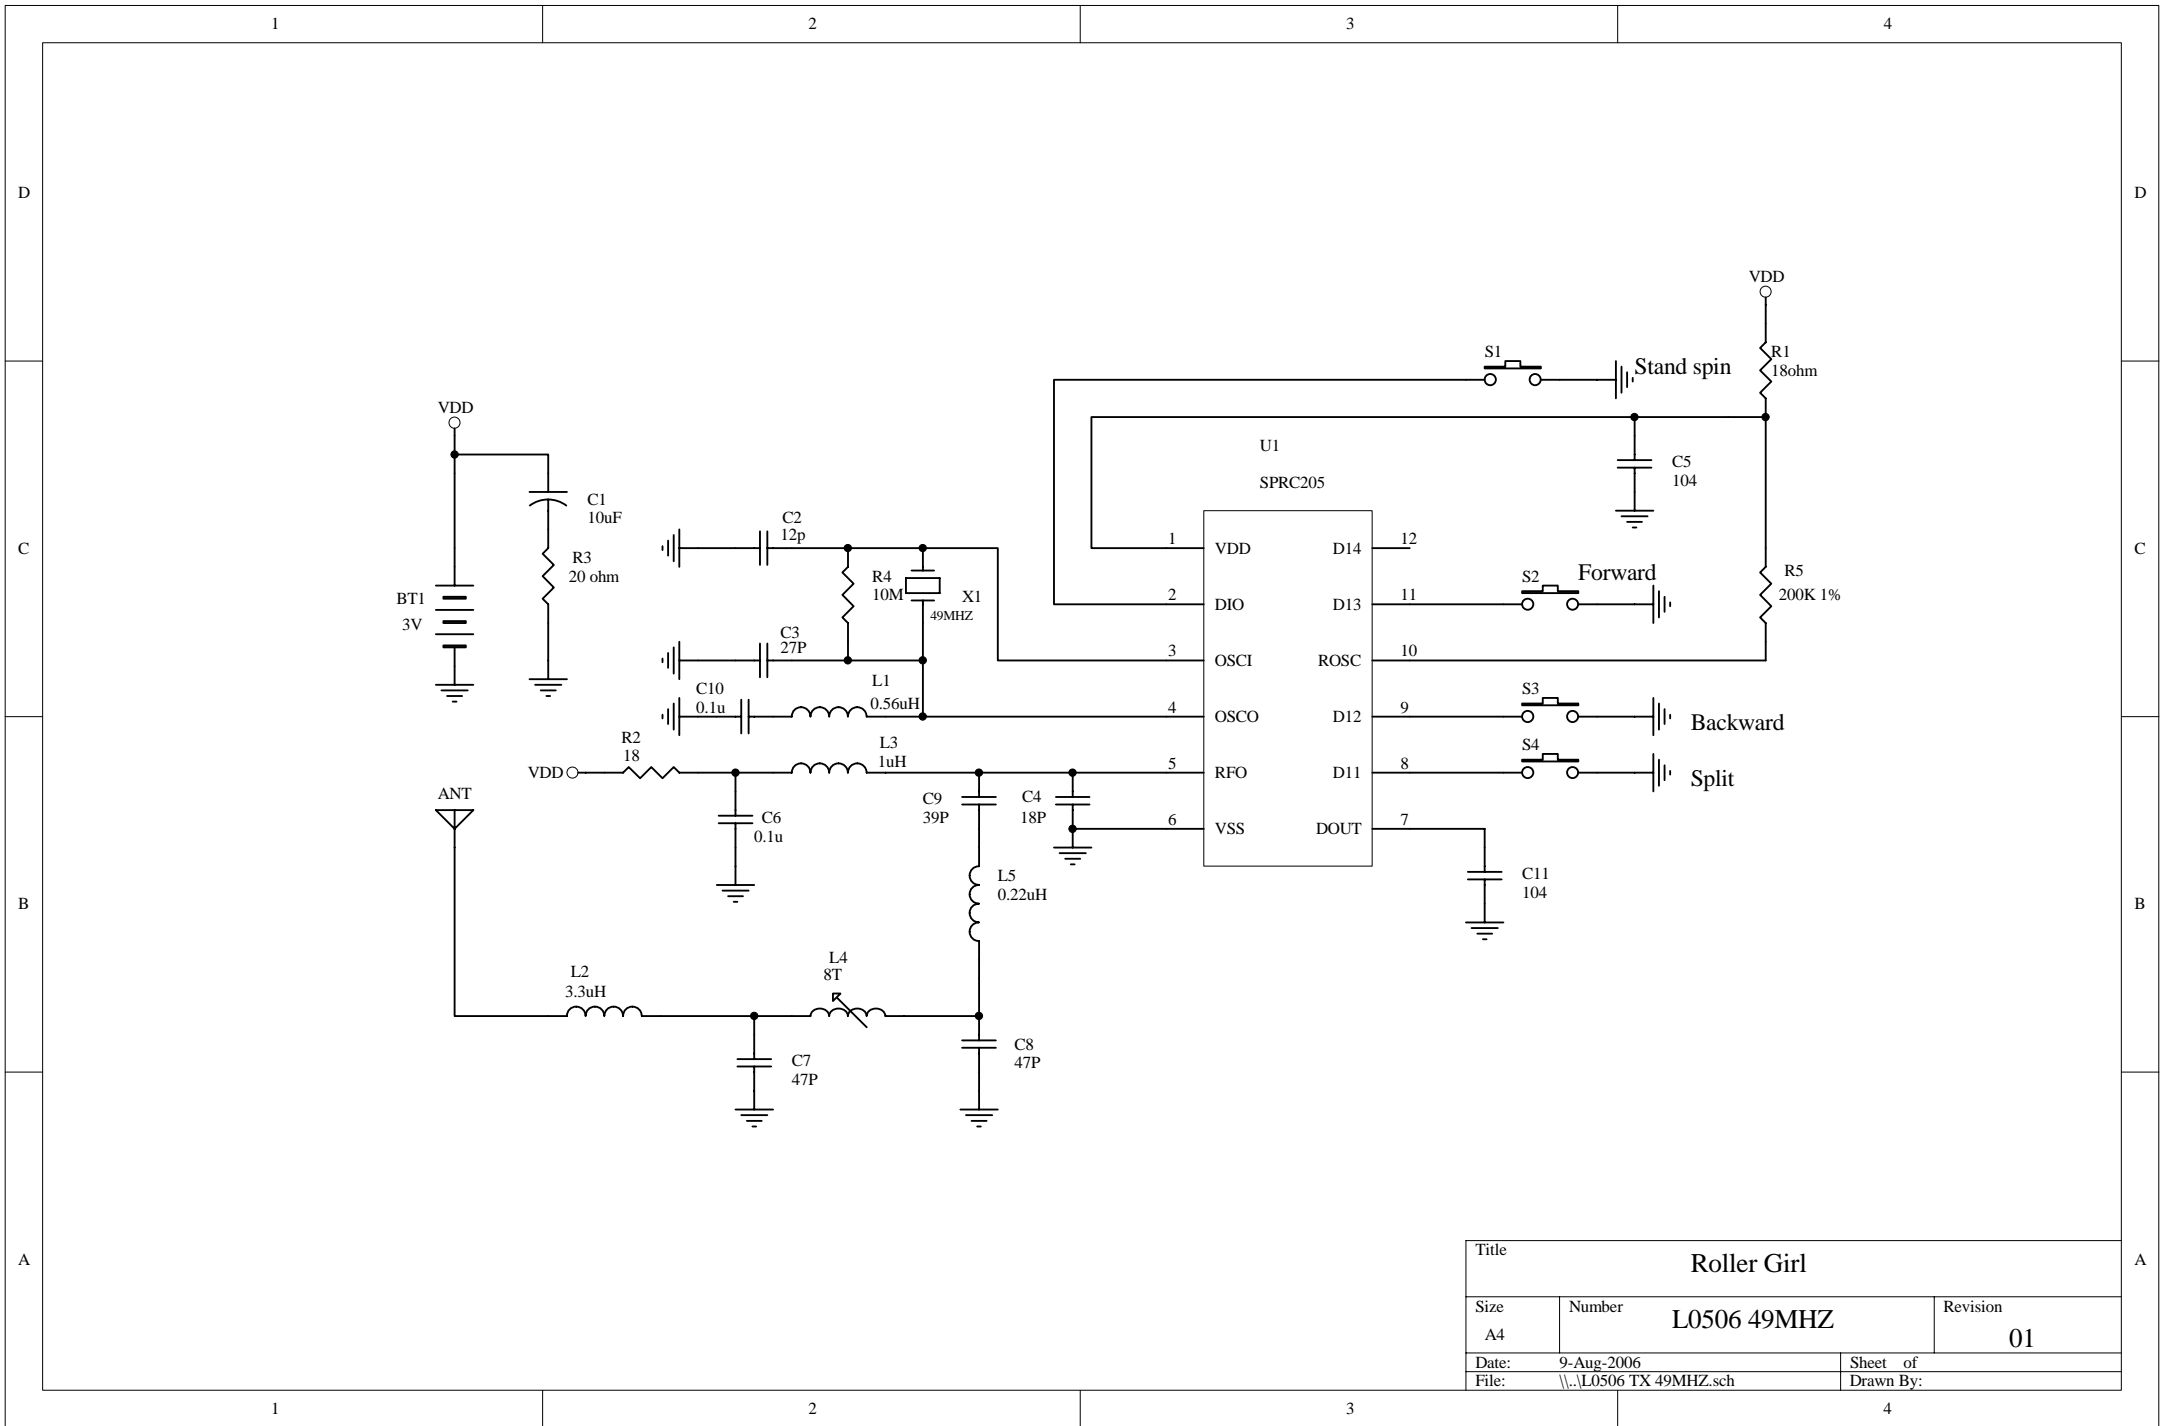 1 2 3 4
D D
VDD
S1
Stand spin
R1
18ohm
VDD
U1
SPRC205
C5
104
C1
10uF
C2
12p
C C
1 VDD D14 12
R3
20 ohm
R4
10M
X1
49MHZ
S2 Forward
R5
200K 1%
BT1
3V
2 DIO D13 11
C3
27P
3 OSCI ROSC 10
L1
0.56uH
C10
0.1u
S3
4 OSCO D12 9
Backward
R2
18
L3
1uH
S4
VDD
5 RFO D11 8
Split
ANT
C9
39P
C4
18P
C6
0.1u
6 VSS DOUT 7
L5
0.22uH
C11
104
B B
L2
3.3uH
L4
8T
C7
47P
C8
47P
A A
Title
Roller Girl
Size
A4
Number
L0506 49MHZ
Revision
01
Date: 9-Aug-2006 Sheet of
File: \\..\L0506 TX 49MHZ.sch Drawn By:
1 2 3 4